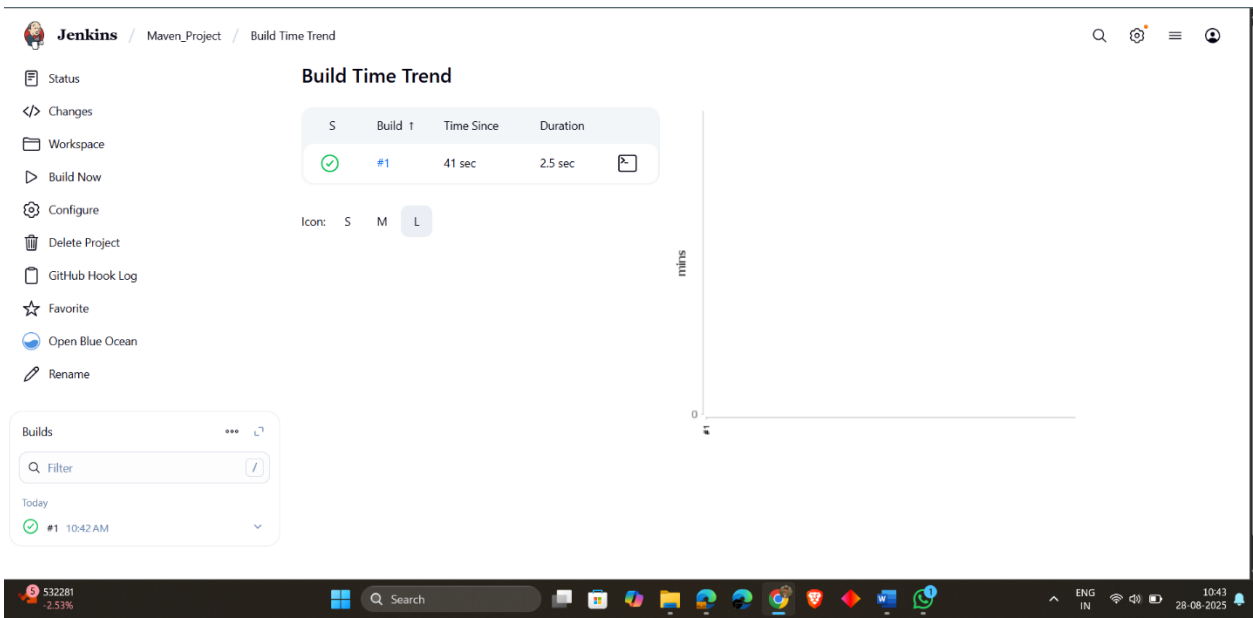 Jenkins / Maven_Project / Build Time Trend
Status
Changes
Workspace
Build Now
Configure
Delete Project
GitHub Hook Log
Favorite
Open Blue Ocean
Rename
Builds
Filter /
Today
#1 10:42 AM
Build Time Trend
S Build ↑ Time Since Duration
#1 41 sec 2.5 sec
Icon: S M L
mins
0
#1
5 532281
-2.53%
Search
1
ENG
IN
10:43
28-08-2025